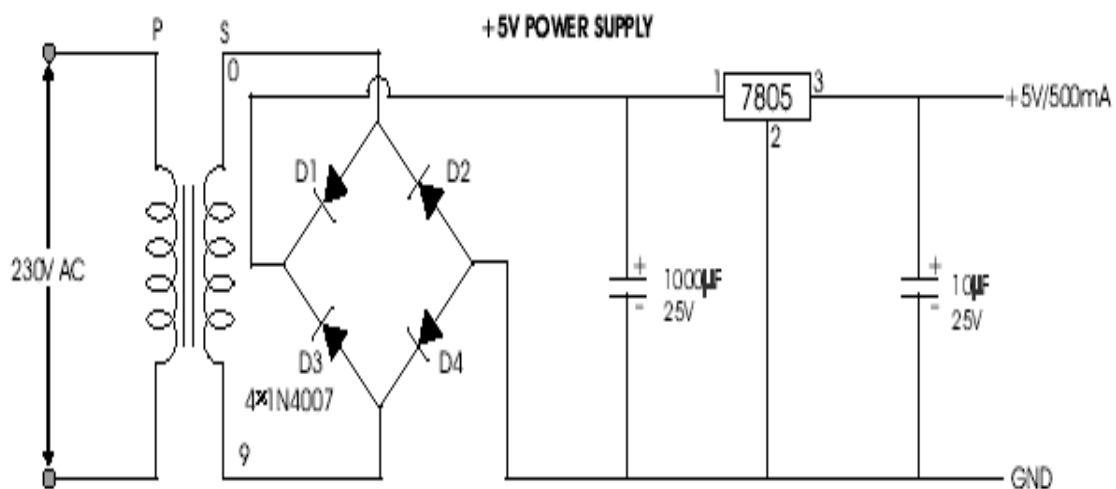 +5V POWER SUPPLY
P S
0
1 7805 3
2
+5V/500mA
D1 D2
230V AC
+ 1000µF
- 25V
+ 10µF
- 25V
D3 D4
4×1N4007
9
GND